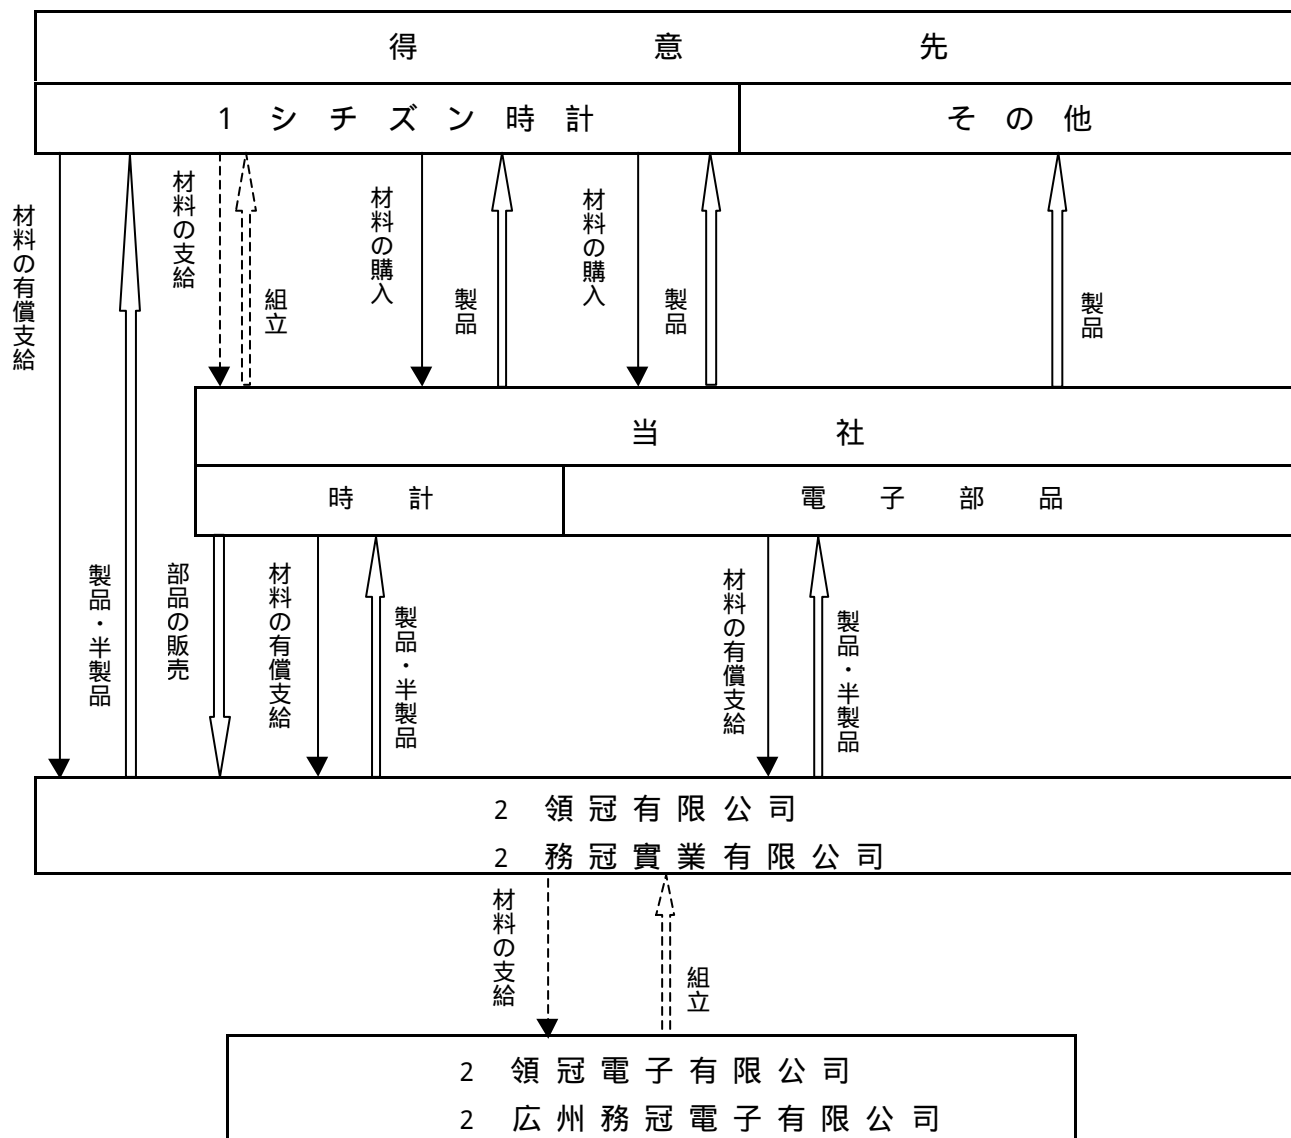 得意先
1 シチズン時計
その他
材料の有償支給
材料の支給
組立
材料の購入
製品
材料の購入
製品
製品
当社
時計
電子部品
製品・半製品
部品の販売
材料の有償支給
製品・半製品
材料の有償支給
製品・半製品
2 領冠有限公司
2 務冠實業有限公司
材料の支給
組立
2 領冠電子有限公司
2 広州務冠電子有限公司